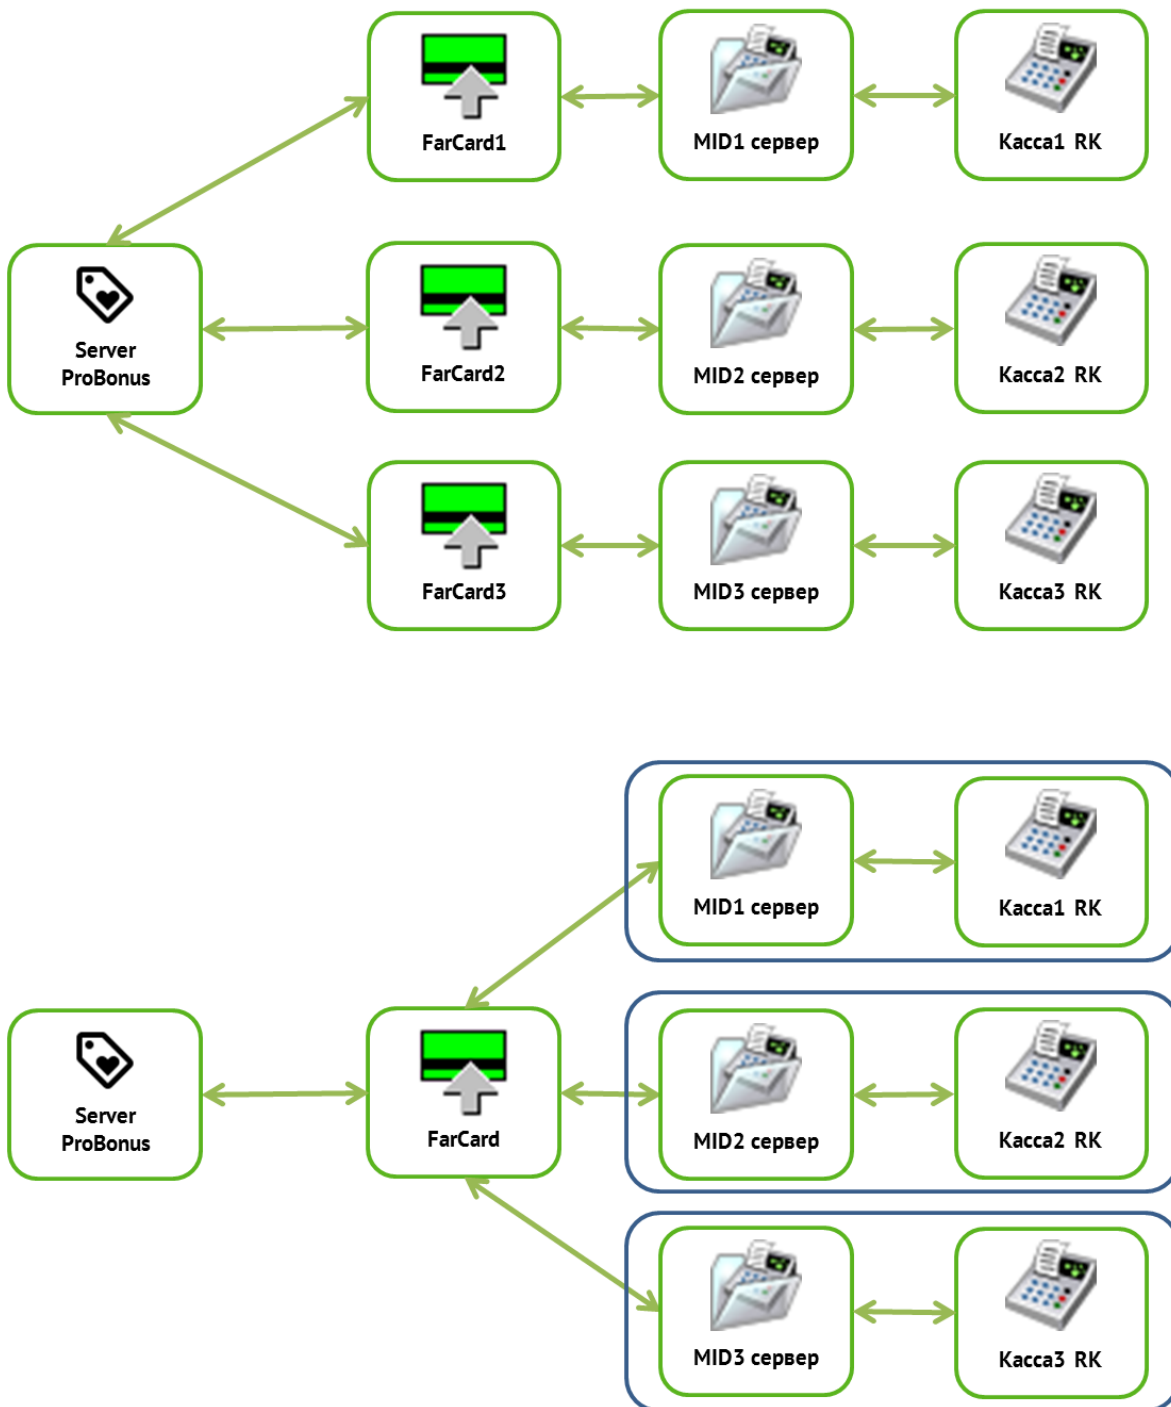 FarCard1
MID1 сервер
Касса1 RK
Server
ProBonus
FarCard2
MID2 сервер
Касса2 RK
FarCard3
MID3 сервер
Касса3 RK
MID1 сервер
Касса1 RK
Server
ProBonus
FarCard
MID2 сервер
Касса2 RK
MID3 сервер
Касса3 RK